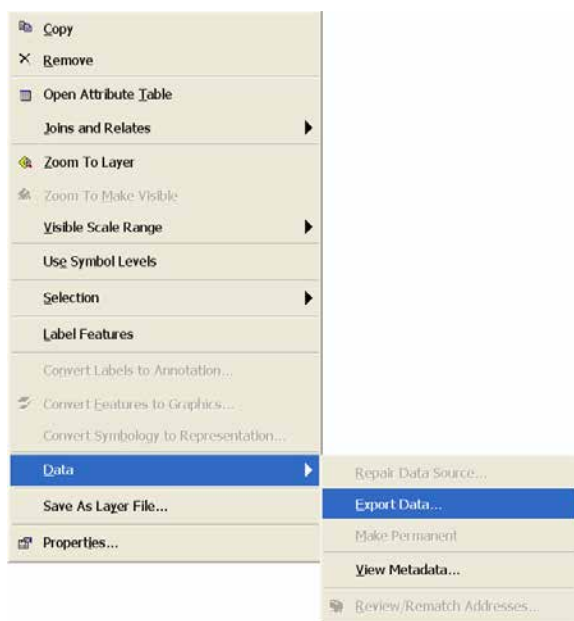 Copy
Remove
Open Attribute Table
Joins and Relates
Zoom To Layer
Zoom To Make Visible
Visible Scale Range
Use Symbol Levels
Selection
Label Features
Convert Labels to Annotation...
Convert Features to Graphics...
Convert Symbology to Representation...
Data
Save As Layer File...
Properties...
Repair Data Source...
Export Data...
Make Permanent
View Metadata...
Review/Rematch Addresses...